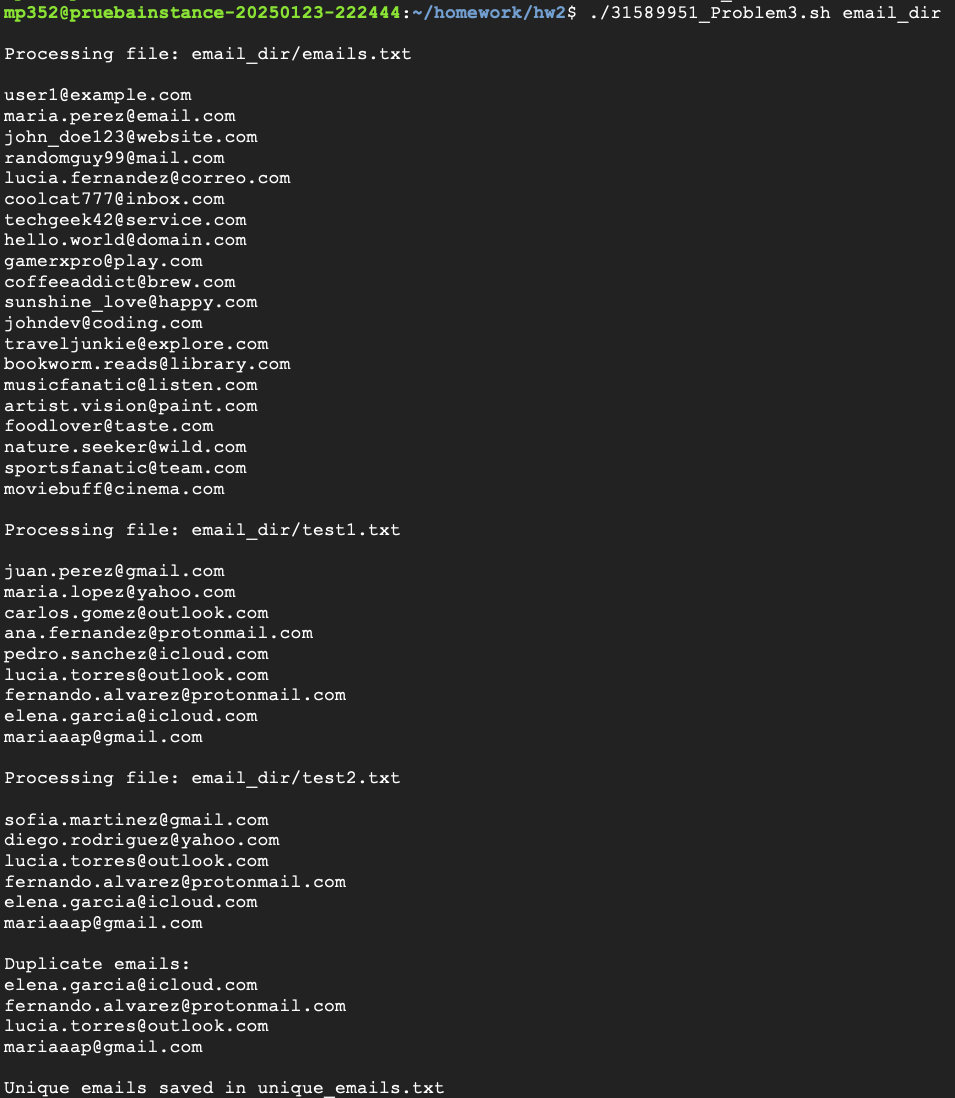 mp352@pruebainstance-20250123-222444:~/homework/hw2$ ./31589951_Problem3.sh email_dir
Processing file: email_dir/emails.txt
user1@example.com
maria.perez@email.com
john_doe123@website.com
randomguy99@mail.com
lucia.fernandez@correo.com
coolcat777@inbox.com
techgeek42@service.com
hello.world@domain.com
gamerxpro@play.com
coffeeaddict@brew.com
sunshine_love@happy.com
johndev@coding.com
traveljunkie@explore.com
bookworm.reads@library.com
musicfanatic@listen.com
artist.vision@paint.com
foodlover@taste.com
nature.seeker@wild.com
sportsfanatic@team.com
moviebuff@cinema.com
Processing file: email_dir/test1.txt
juan.perez@gmail.com
maria.lopez@yahoo.com
carlos.gomez@outlook.com
ana.fernandez@protonmail.com
pedro.sanchez@icloud.com
lucia.torres@outlook.com
fernando.alvarez@protonmail.com
elena.garcia@icloud.com
mariaaap@gmail.com
Processing file: email_dir/test2.txt
sofia.martinez@gmail.com
diego.rodriguez@yahoo.com
lucia.torres@outlook.com
fernando.alvarez@protonmail.com
elena.garcia@icloud.com
mariaaap@gmail.com
Duplicate emails:
elena.garcia@icloud.com
fernando.alvarez@protonmail.com
lucia.torres@outlook.com
mariaaap@gmail.com
Unique emails saved in unique_emails.txt